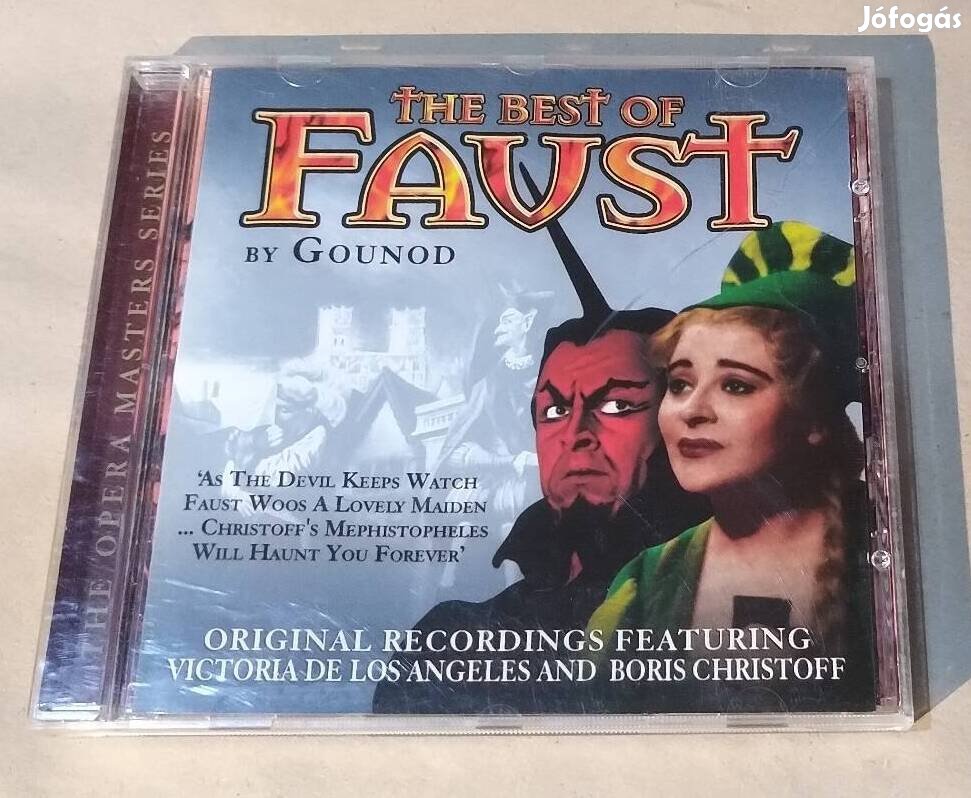 Jófogás
THE BEST OF
FAUST
BY GOUNOD
THE OPERA MASTERS SERIES
'AS THE DEVIL KEEPS WATCH
FAUST WOOS A LOVELY MAIDEN
... CHRISTOFF'S MEPHISTOPHELES
WILL HAUNT YOU FOREVER'
ORIGINAL RECORDINGS FEATURING
VICTORIA DE LOS ANGELES AND BORIS CHRISTOFF